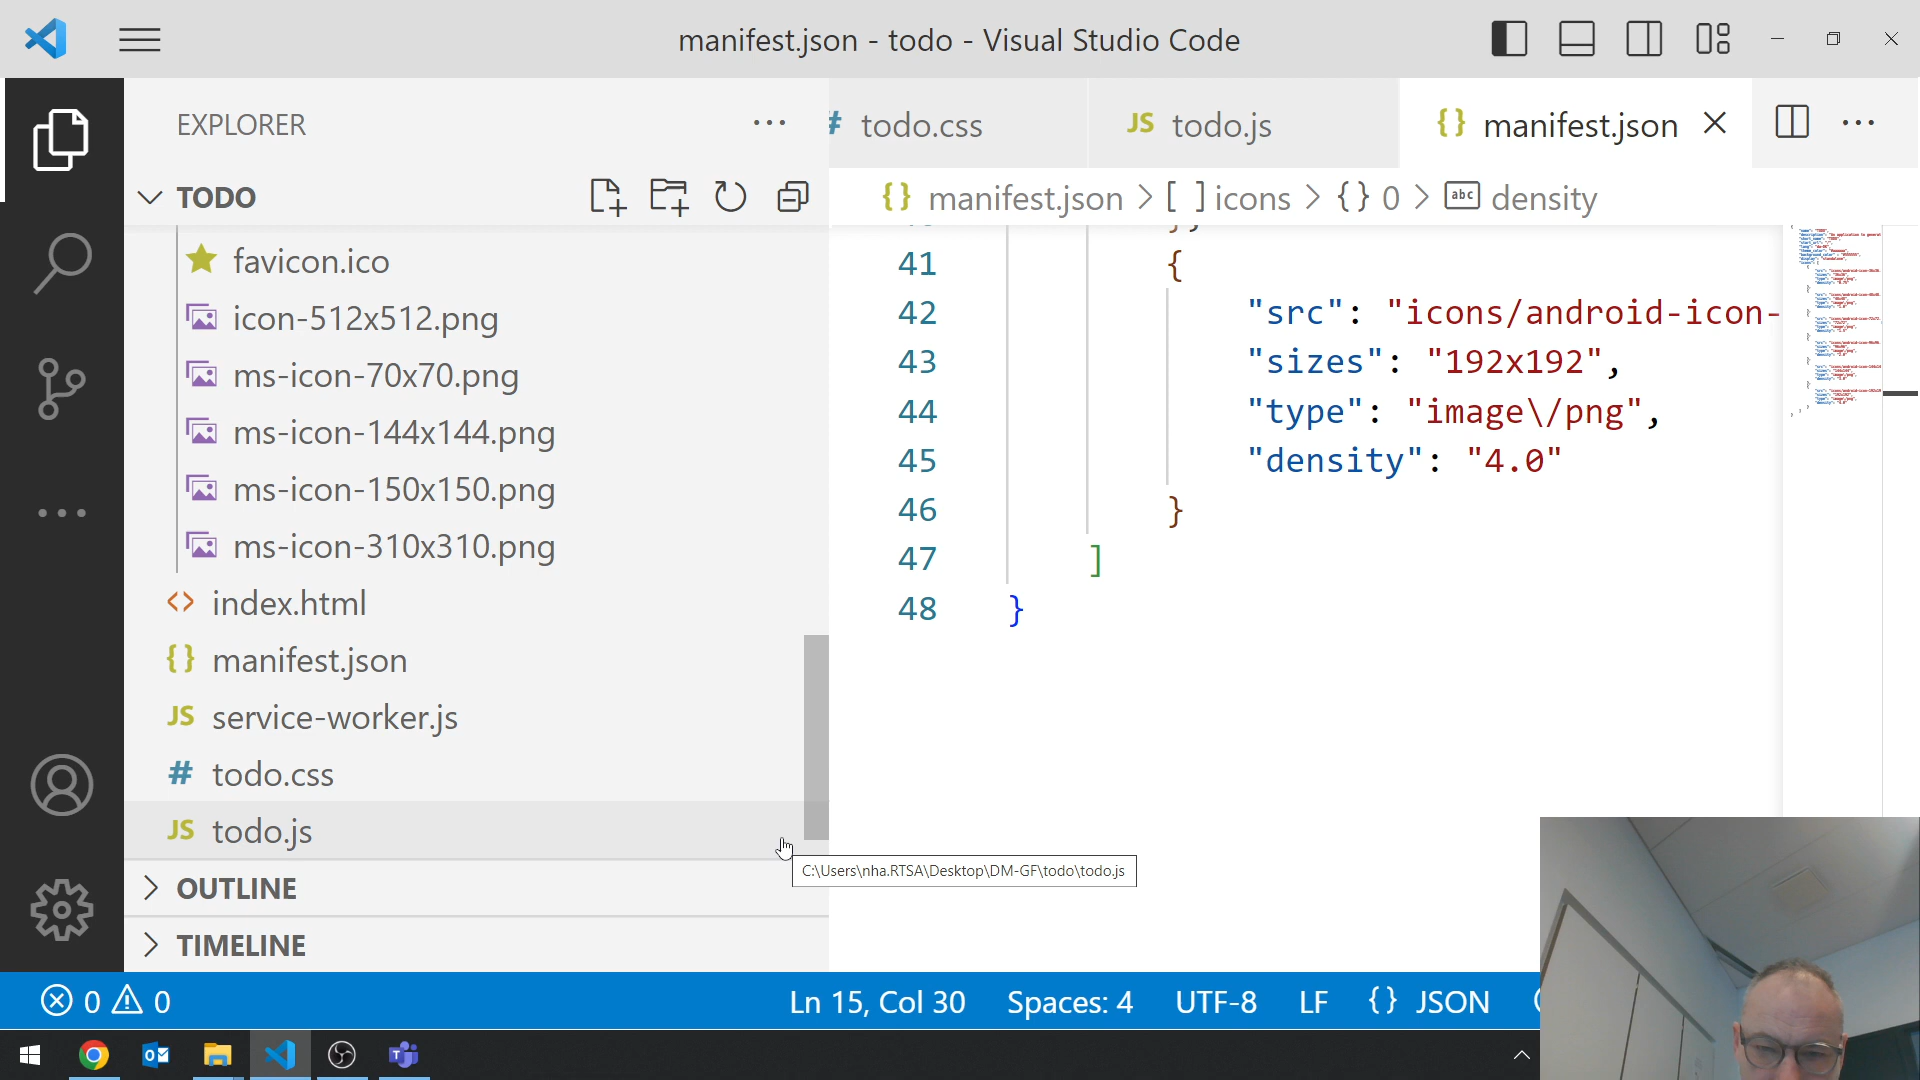 manifest.json - todo - Visual Studio Code
EXPLORER
TODO
favicon.ico
icon-512x512.png
ms-icon-70x70.png
ms-icon-144x144.png
ms-icon-150x150.png
ms-icon-310x310.png
<> index.html
{} manifest.json
JS service-worker.js
# todo.css
JS todo.js
OUTLINE
TIMELINE
# todo.css
JS todo.js
{} manifest.json
{} manifest.json > [ ] icons > {} 0 > abc density
41 {
42 "src": "icons/android-icon-
43 "sizes": "192x192",
44 "type": "image\/png",
45 "density": "4.0"
46 }
47 ]
48 }
C:\Users\nha.RTSA\Desktop\DM-GF\todo\todo.js
0 0
Ln 15, Col 30
Spaces: 4
UTF-8
LF
{} JSON